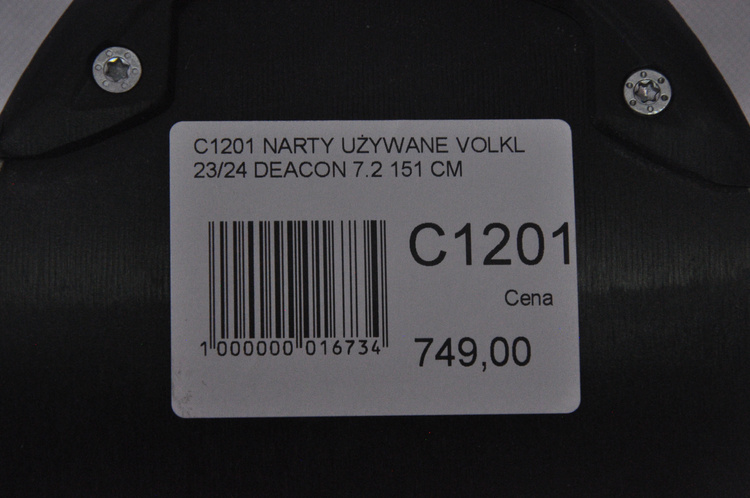 C1201 NARTY UŻYWANE VOLKL
23/24 DEACON 7.2 151 CM
C1201
Cena
749,00
1 000000 016734